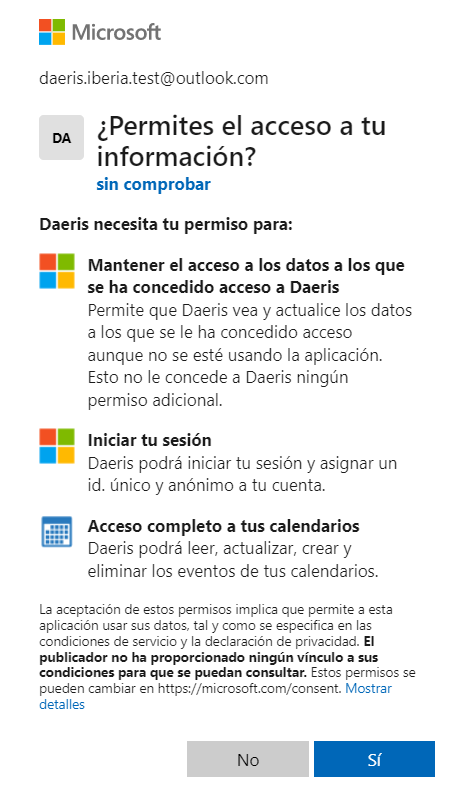 Microsoft
daeris.iberia.test@outlook.com
DA
¿Permites el acceso a tu
información?
sin comprobar
Daeris necesita tu permiso para:
Mantener el acceso a los datos a los que
se ha concedido acceso a Daeris
Permite que Daeris vea y actualice los datos
a los que se le ha concedido acceso
aunque no se esté usando la aplicación.
Esto no le concede a Daeris ningún
permiso adicional.
Iniciar tu sesión
Daeris podrá iniciar tu sesión y asignar un
id. único y anónimo a tu cuenta.
Acceso completo a tus calendarios
Daeris podrá leer, actualizar, crear y
eliminar los eventos de tus calendarios.
La aceptación de estos permisos implica que permite a esta
aplicación usar sus datos, tal y como se especifica en las
condiciones de servicio y la declaración de privacidad. El
publicador no ha proporcionado ningún vínculo a sus
condiciones para que se puedan consultar. Estos permisos se
pueden cambiar en https://microsoft.com/consent. Mostrar
detalles
No
Sí